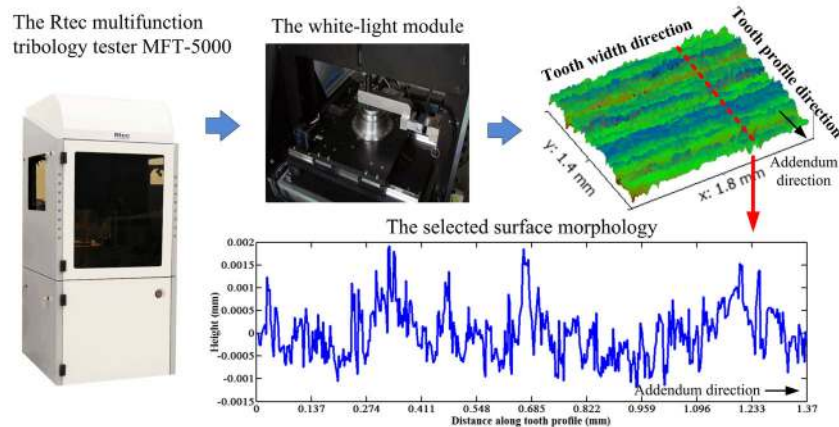 The Rtec multifunction
tribology tester MFT-5000
The white-light module
Rtec
Tooth width direction
Tooth profile direction
Addendum
direction
y: 1.4 mm
x: 1.8 mm
The selected surface morphology
Height (mm)
0.002
0.0015
0.001
0.0005
0
-0.0005
-0.001
-0.0015
Addendum direction
0 0.137 0.274 0.411 0.548 0.685 0.822 0.959 1.096 1.233 1.37
Distance along tooth profile (mm)